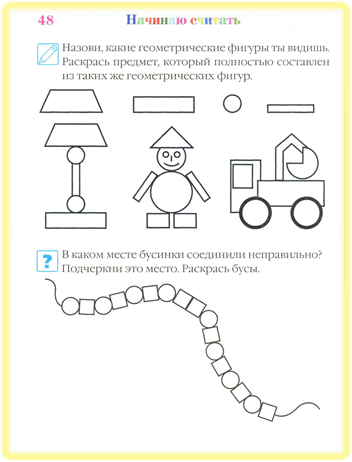 48 Начинаю считать
Назови, какие геометрические фигуры ты видишь.
Раскрась предмет, который полностью составлен
из таких же геометрических фигур.
?
В каком месте бусинки соединили неправильно?
Подчеркни это место. Раскрась бусы.